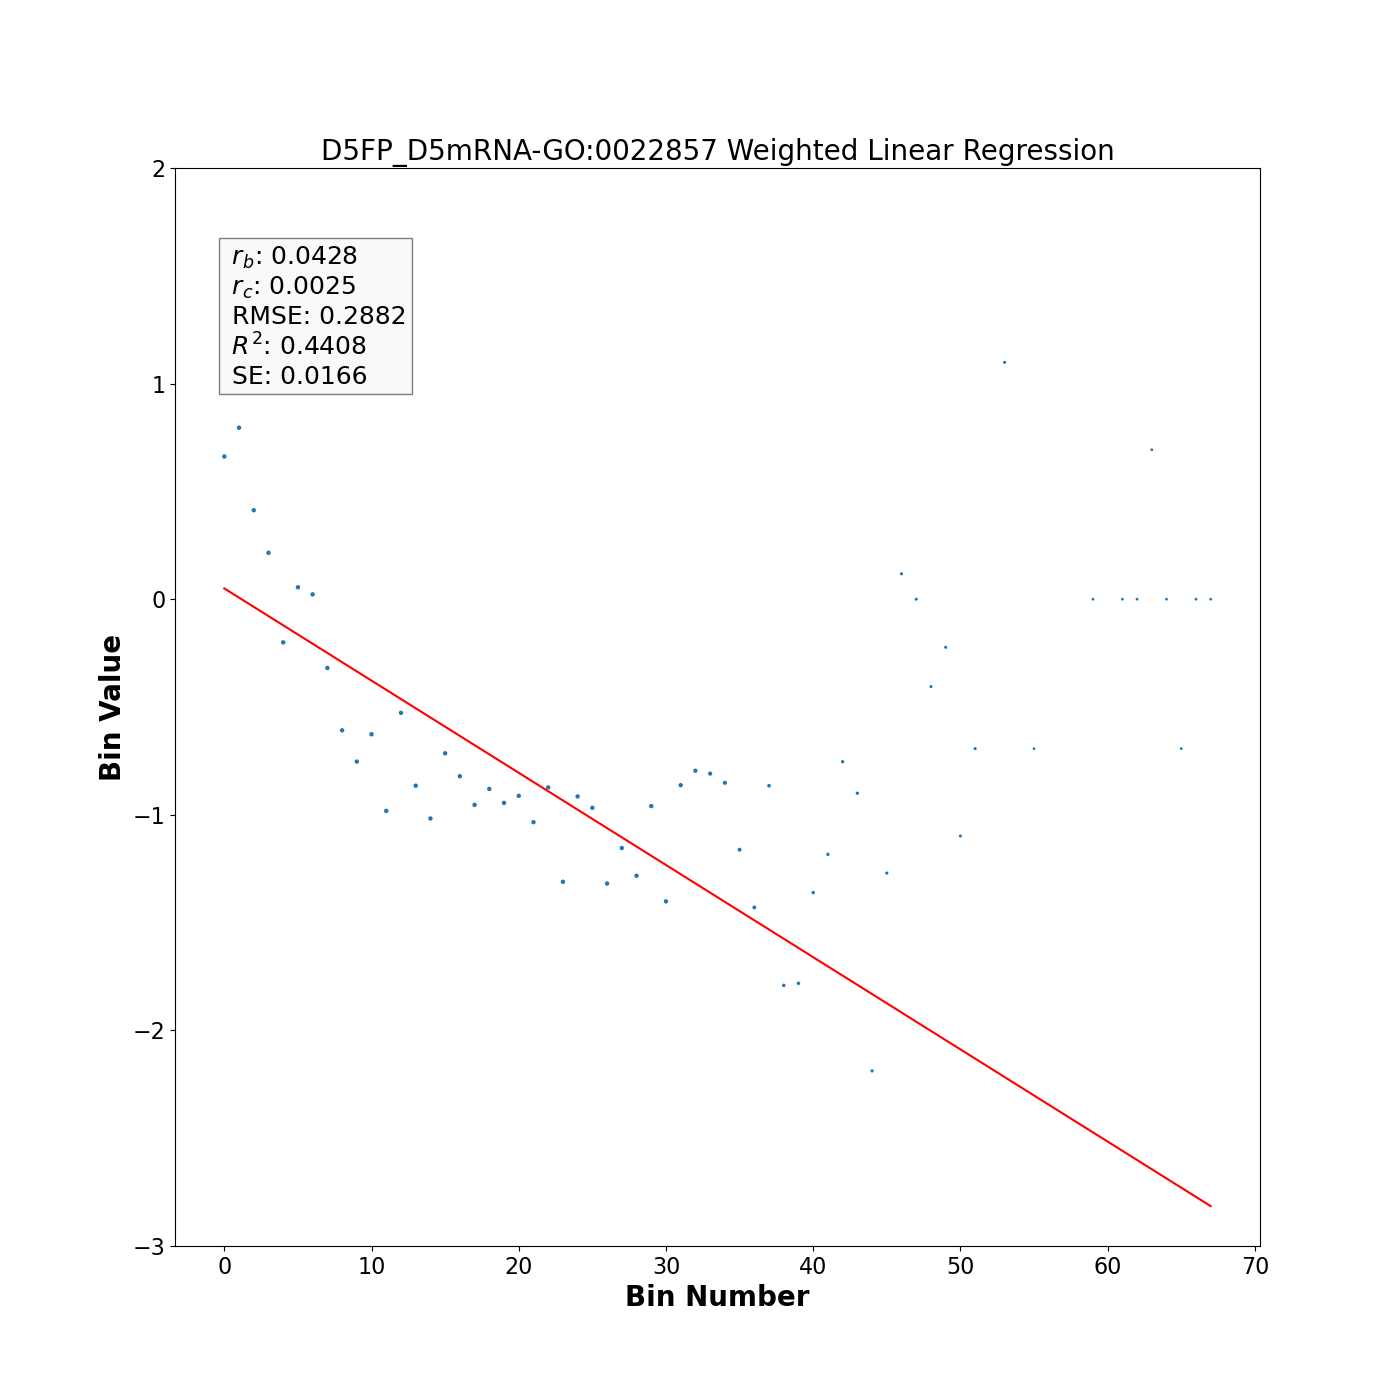 D5FP_D5mRNA-GO:0022857 Weighted Linear Regression
2
r_b: 0.0428
r_c: 0.0025
RMSE: 0.2882
R²: 0.4408
SE: 0.0166
1
0
−1
−2
−3
Bin Value
0 10 20 30 40 50 60 70
Bin Number